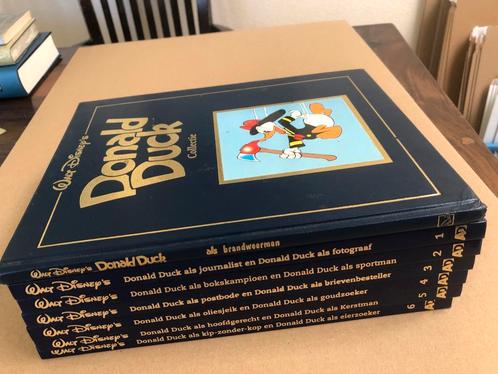 Walt Disney's
Donald
Duck
Collectie
Walt Disney's Donald Duck als brandweerman
Walt Disney's Donald Duck als journalist en Donald Duck als fotograf 1
Walt Disney's Donald Duck als bokskampioen en Donald Duck als sportman 2
Walt Disney's Donald Duck als postbode en Donald Duck als brievenbesteller 3
Walt Disney's Donald Duck als oliesjeik en Donald Duck als goudzoeker 4
Walt Disney's Donald Duck als hoofdgerecht en Donald Duck als Kerstman 5
Walt Disney's Donald Duck als kip-zonder-kop en Donald Duck als eierzoeker 6